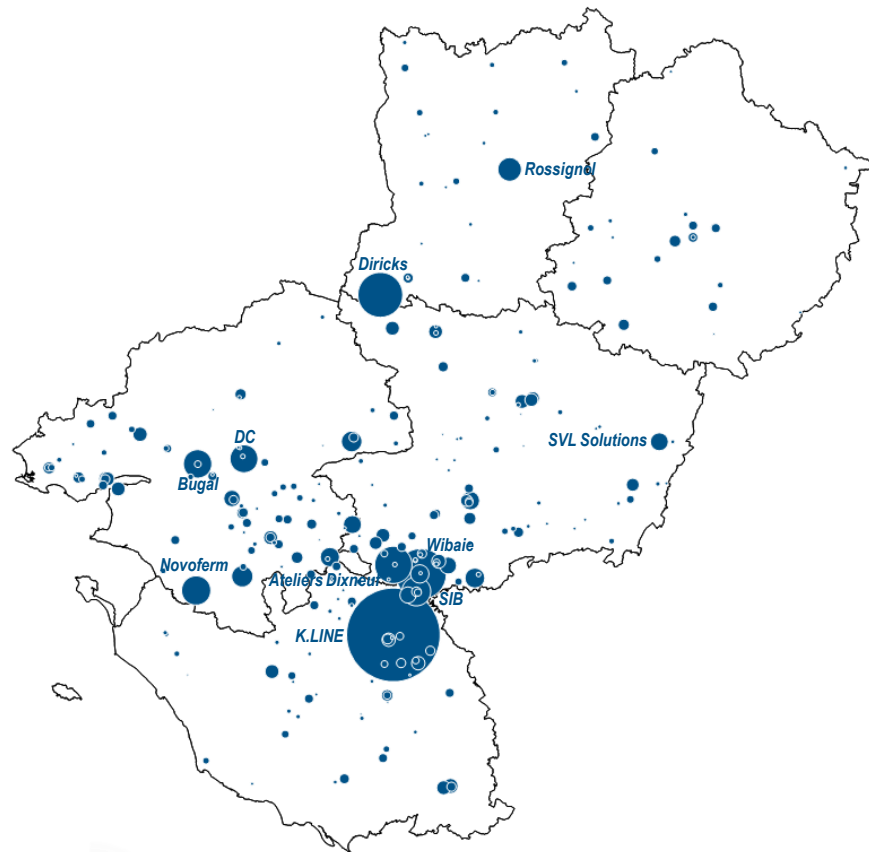 Rossignol
Diricks
DC
SVL Solutions
Bugal
Wibaie
Novoferm
Ateliers Dixneuf
SIB
K.LINE